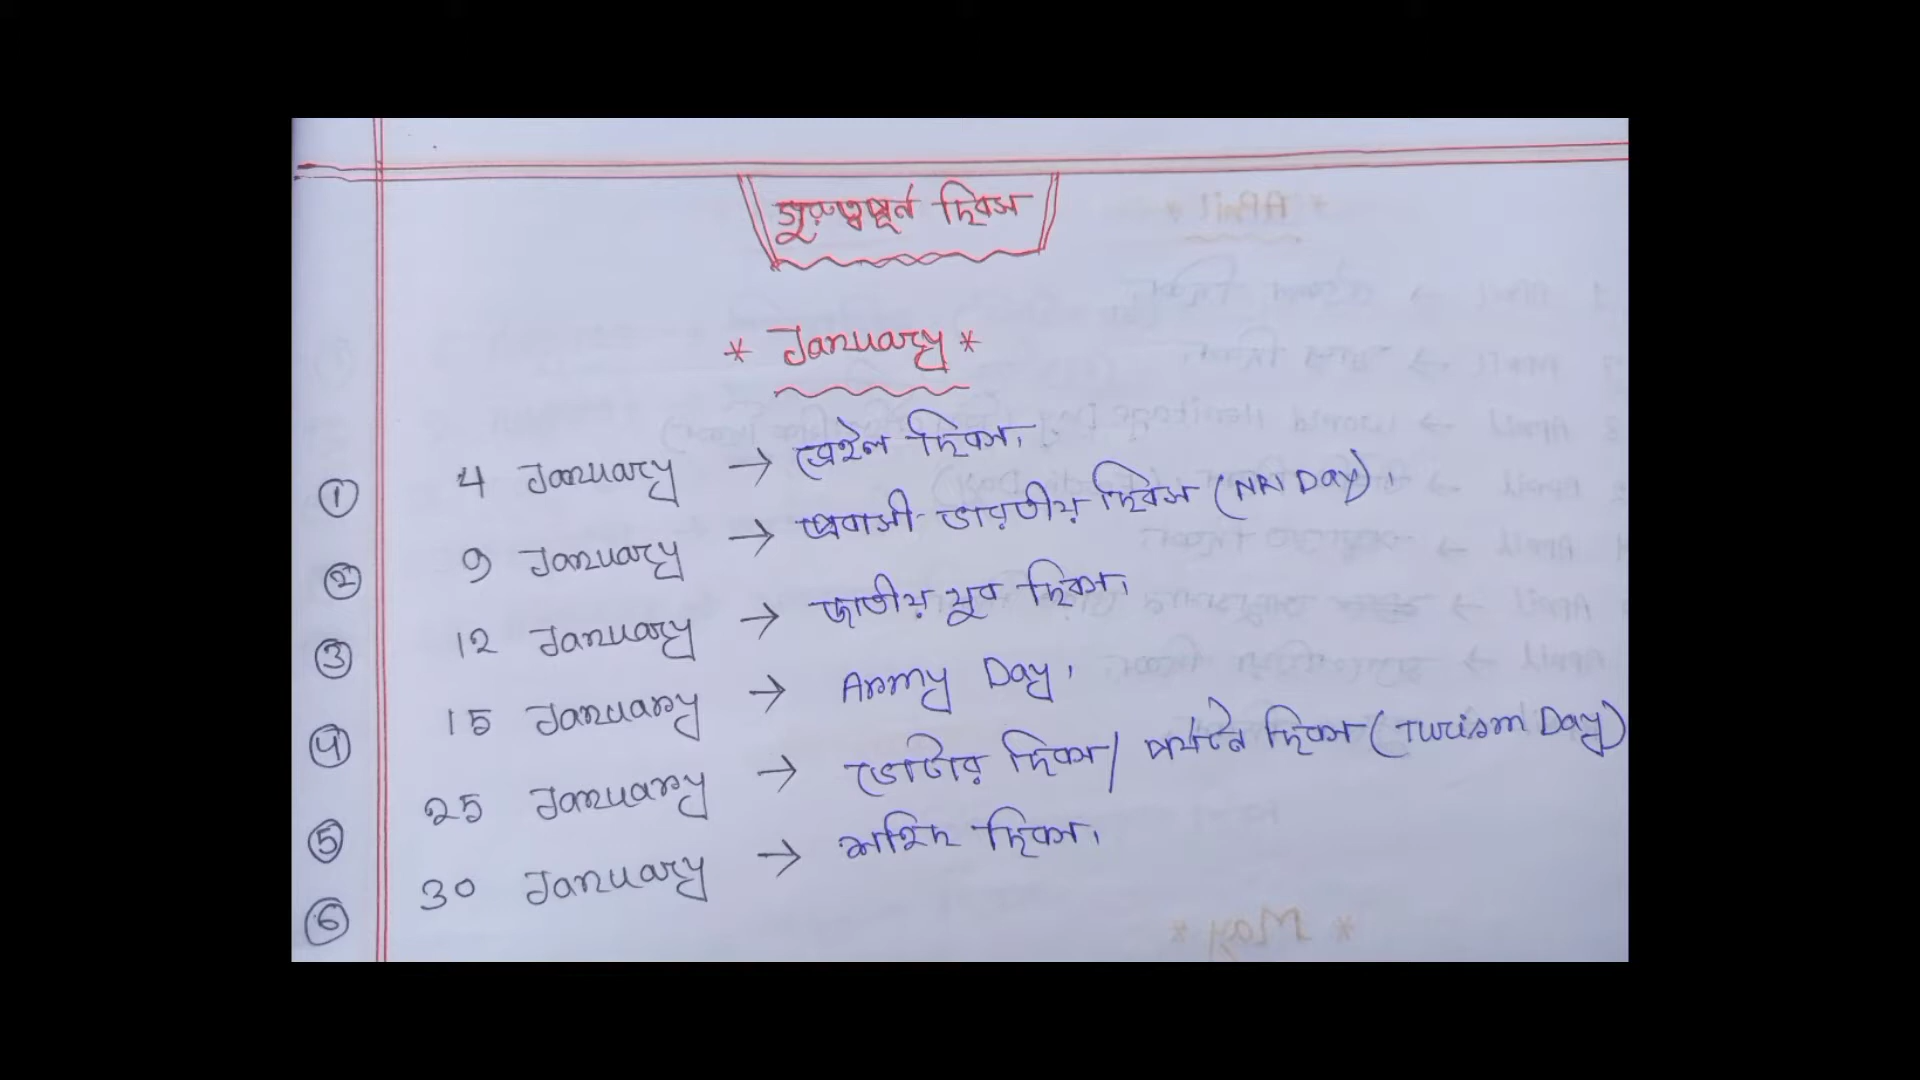 গুরুত্বপূর্ন দিবস
* January *
① 4 January → ব্রেইল দিবস।
② 9 January → প্রবাসী ভারতীয় দিবস (NRI Day)।
③ 12 January → জাতীয় যুব দিবস।
④ 15 January → Army Day।
⑤ 25 January → ভোটার দিবস / পর্যটন দিবস (Turism Day)
⑥ 30 January → শহিদ দিবস।